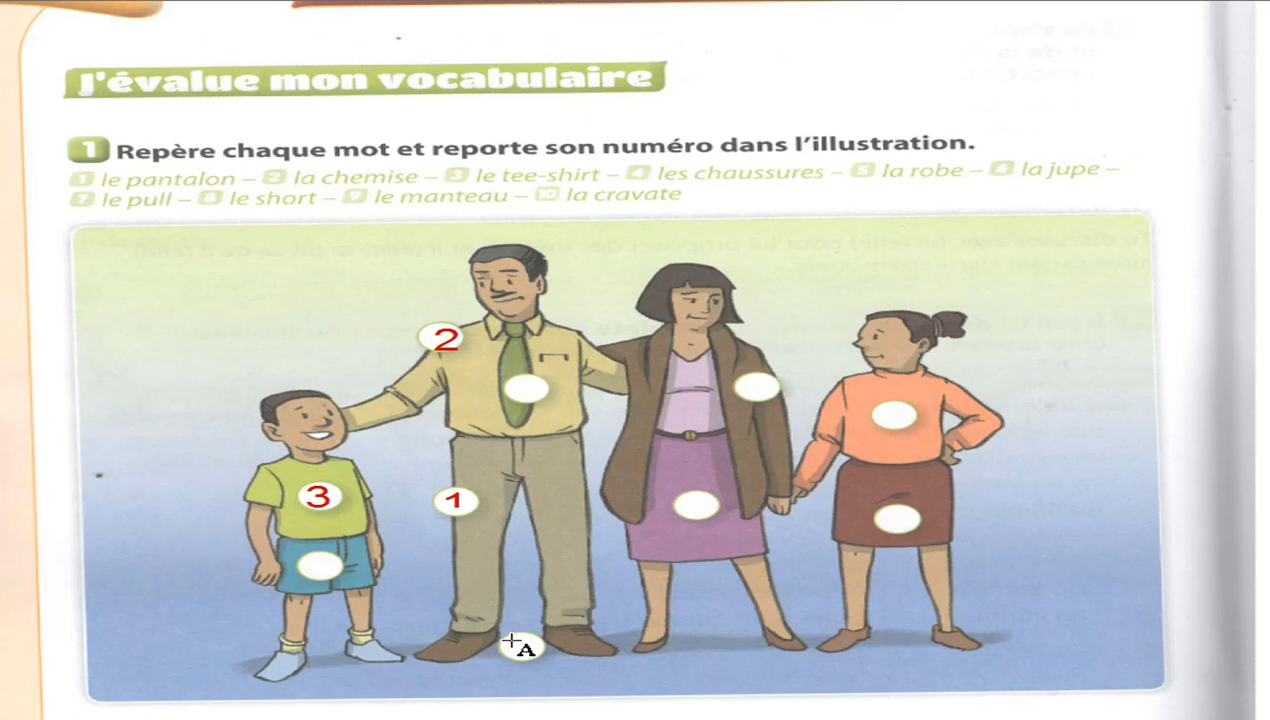 J'évalue mon vocabulaire
1 Repère chaque mot et reporte son numéro dans l'illustration.
1 le pantalon – 2 la chemise – 3 le tee-shirt – 4 les chaussures – 5 la robe – 6 la jupe –
7 le pull – 8 le short – 9 le manteau – 10 la cravate
2
3
1
A